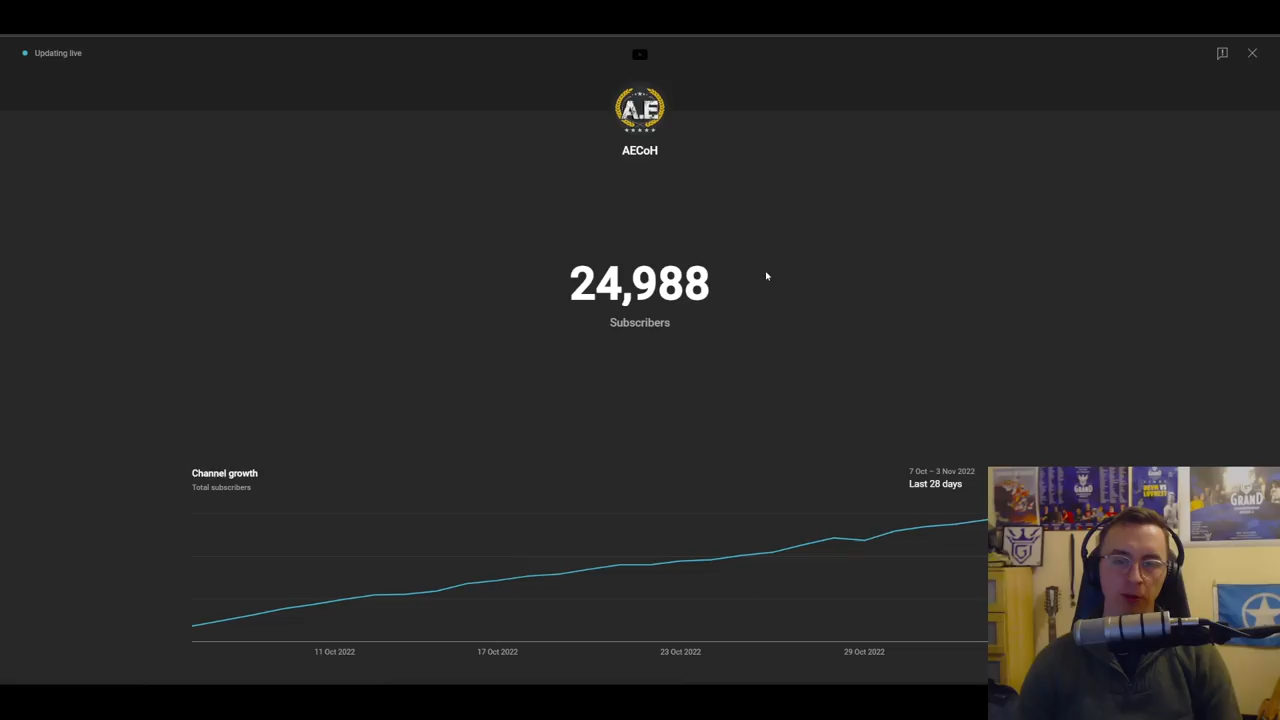 Updating live
A.E
AECoH
24,988
Subscribers
Channel growth
Total subscribers
7 Oct – 3 Nov 2022
Last 28 days
11 Oct 2022
17 Oct 2022
23 Oct 2022
29 Oct 2022
GRAND
G